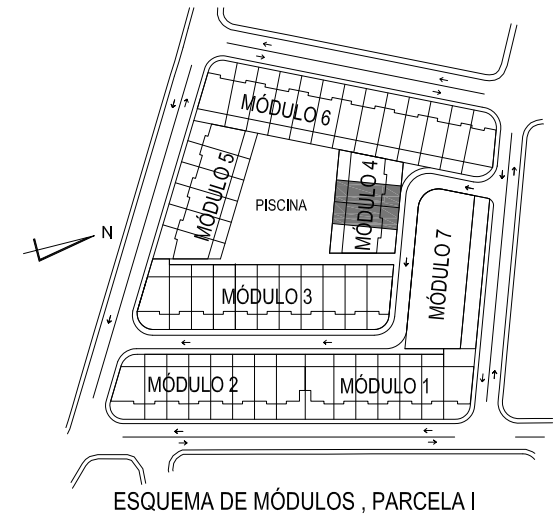 MÓDULO 6
MÓDULO 5
MÓDULO 4
PISCINA
N
MÓDULO 7
MÓDULO 3
MÓDULO 2
MÓDULO 1
ESQUEMA DE MÓDULOS , PARCELA I